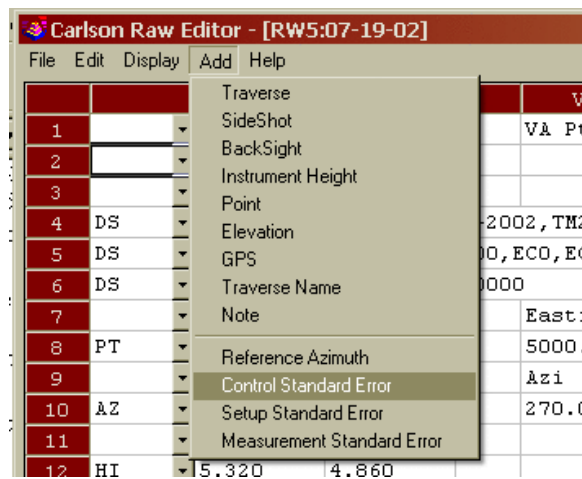 Carlson Raw Editor - [RW5:07-19-02]
File Edit Display Add Help
Traverse
SideShot
BackSight
Instrument Height
Point
Elevation
GPS
Traverse Name
Note
Reference Azimuth
Control Standard Error
Setup Standard Error
Measurement Standard Error
V
1 VA Pt
2
3
4 DS -2002,TM2
5 DS 00,ECO,E
6 DS 0000
7 East
8 PT 5000.
9 Azi
10 AZ 270.0
11
12 HI 5.320 4.860